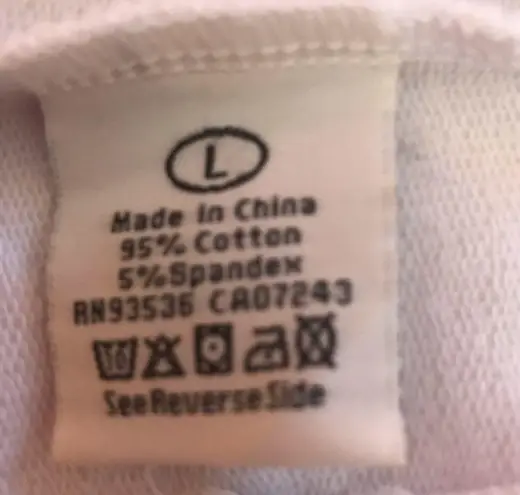 L
Made in China
95% Cotton
5%Spandex
RN93536 CA07243
See Reverse Side